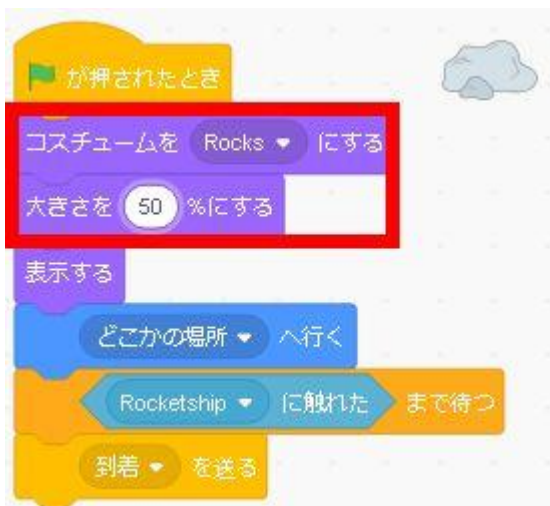 が押されたとき
コスチュームを Rocks にする
大きさを 50 %にする
表示する
どこかの場所 へ行く
Rocketship に触れた まで待つ
到着 を送る